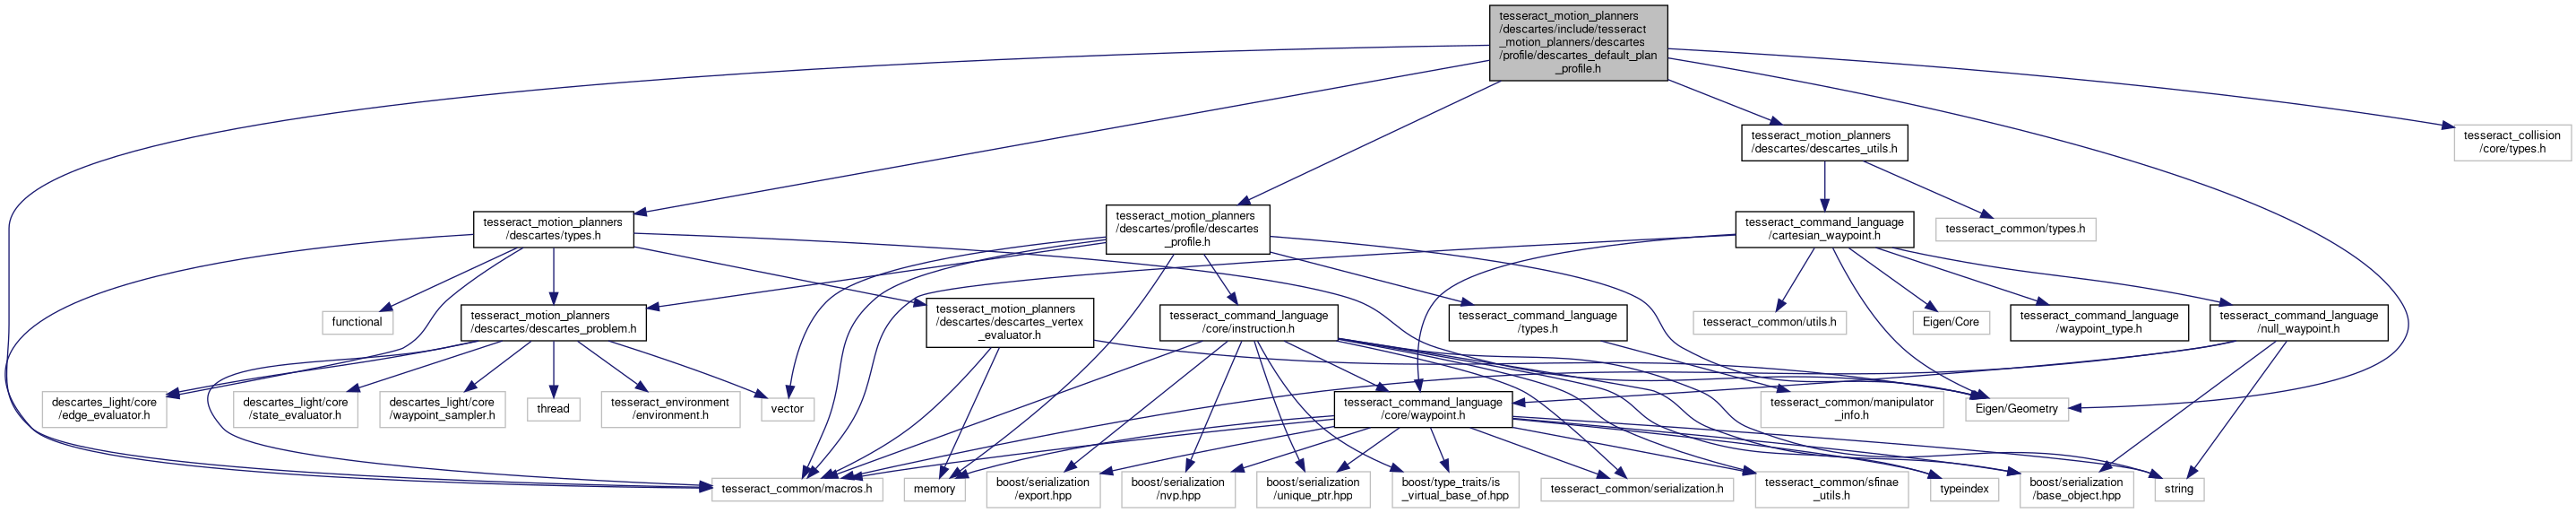 tesseract_motion_planners
/descartes/include/tesseract
_motion_planners/descartes
/profile/descartes_default_plan
_profile.h
tesseract_motion_planners
/descartes/descartes_utils.h
tesseract_collision
/core/types.h
tesseract_motion_planners
/descartes/types.h
tesseract_motion_planners
/descartes/profile/descartes
_profile.h
tesseract_command_language
/cartesian_waypoint.h
tesseract_common/types.h
functional
tesseract_motion_planners
/descartes/descartes_problem.h
tesseract_motion_planners
/descartes/descartes_vertex
_evaluator.h
tesseract_command_language
/core/instruction.h
tesseract_command_language
/types.h
tesseract_common/utils.h
Eigen/Core
tesseract_command_language
/waypoint_type.h
tesseract_command_language
/null_waypoint.h
descartes_light/core
/edge_evaluator.h
descartes_light/core
/state_evaluator.h
descartes_light/core
/waypoint_sampler.h
thread
tesseract_environment
/environment.h
vector
tesseract_command_language
/core/waypoint.h
tesseract_common/manipulator
_info.h
Eigen/Geometry
tesseract_common/macros.h
memory
boost/serialization
/export.hpp
boost/serialization
/nvp.hpp
boost/serialization
/unique_ptr.hpp
boost/type_traits/is
_virtual_base_of.hpp
tesseract_common/serialization.h
tesseract_common/sfinae
_utils.h
typeindex
boost/serialization
/base_object.hpp
string